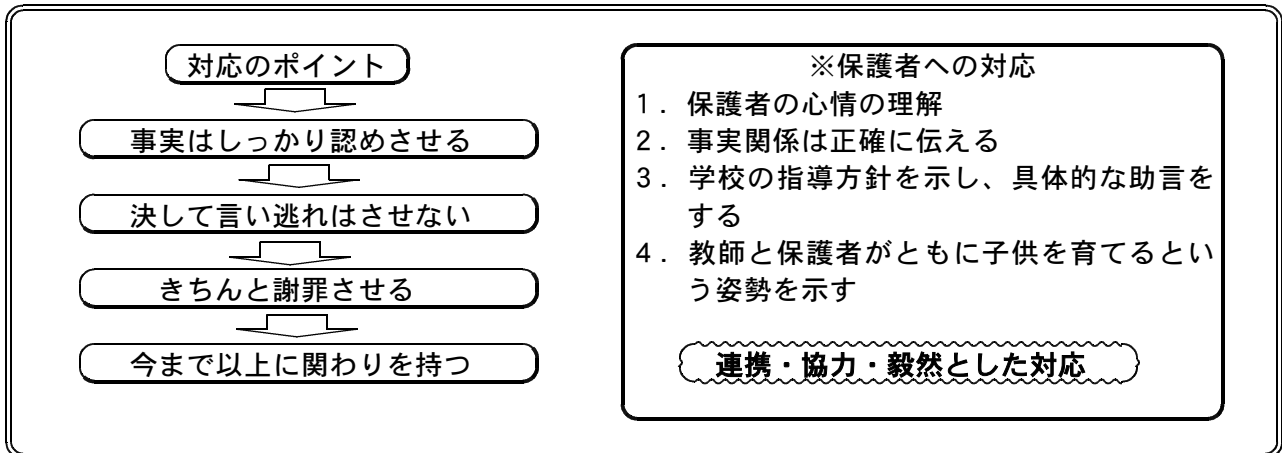 対応のポイント
事実はしっかり認めさせる
決して言い逃れはさせない
きちんと謝罪させる
今まで以上に関わりを持つ
※保護者への対応
1．保護者の心情の理解
2．事実関係は正確に伝える
3．学校の指導方針を示し、具体的な助言を
する
4．教師と保護者がともに子供を育てるとい
う姿勢を示す
連携・協力・毅然とした対応